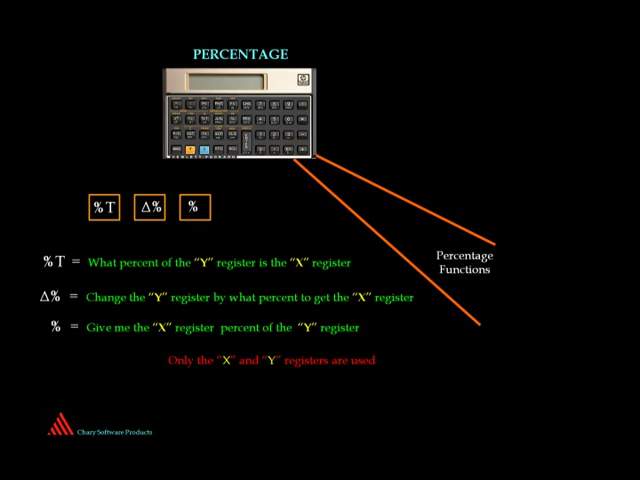 PERCENTAGE
HEWLETT·PACKARD
%T Δ% %
Percentage
Functions
%T = What percent of the “Y” register is the “X” register
Δ% = Change the “Y” register by what percent to get the “X” register
% = Give me the “X” register percent of the “Y” register
Only the “X” and “Y” registers are used
Chary Software Products